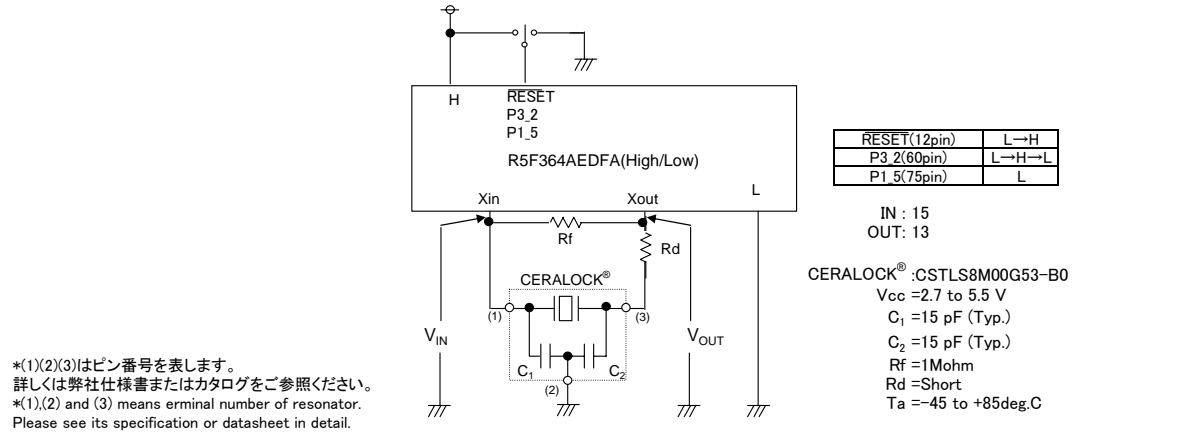 H
RESET
P3_2
P1_5
R5F364AEDFA(High/Low)
L
Xin
Xout
Rf
Rd
CERALOCK®
(1)
(3)
VIN
VOUT
C1
C2
(2)
RESET(12pin) L→H
P3_2(60pin) L→H→L
P1_5(75pin) L
IN : 15
OUT: 13
CERALOCK® :CSTLS8M00G53-B0
Vcc =2.7 to 5.5 V
C1 =15 pF (Typ.)
C2 =15 pF (Typ.)
Rf =1Mohm
Rd =Short
Ta =-45 to +85deg.C
*(1)(2)(3)はピン番号を表します。
詳しくは弊社仕様書またはカタログをご参照ください。
*(1),(2) and (3) means erminal number of resonator.
Please see its specification or datasheet in detail.